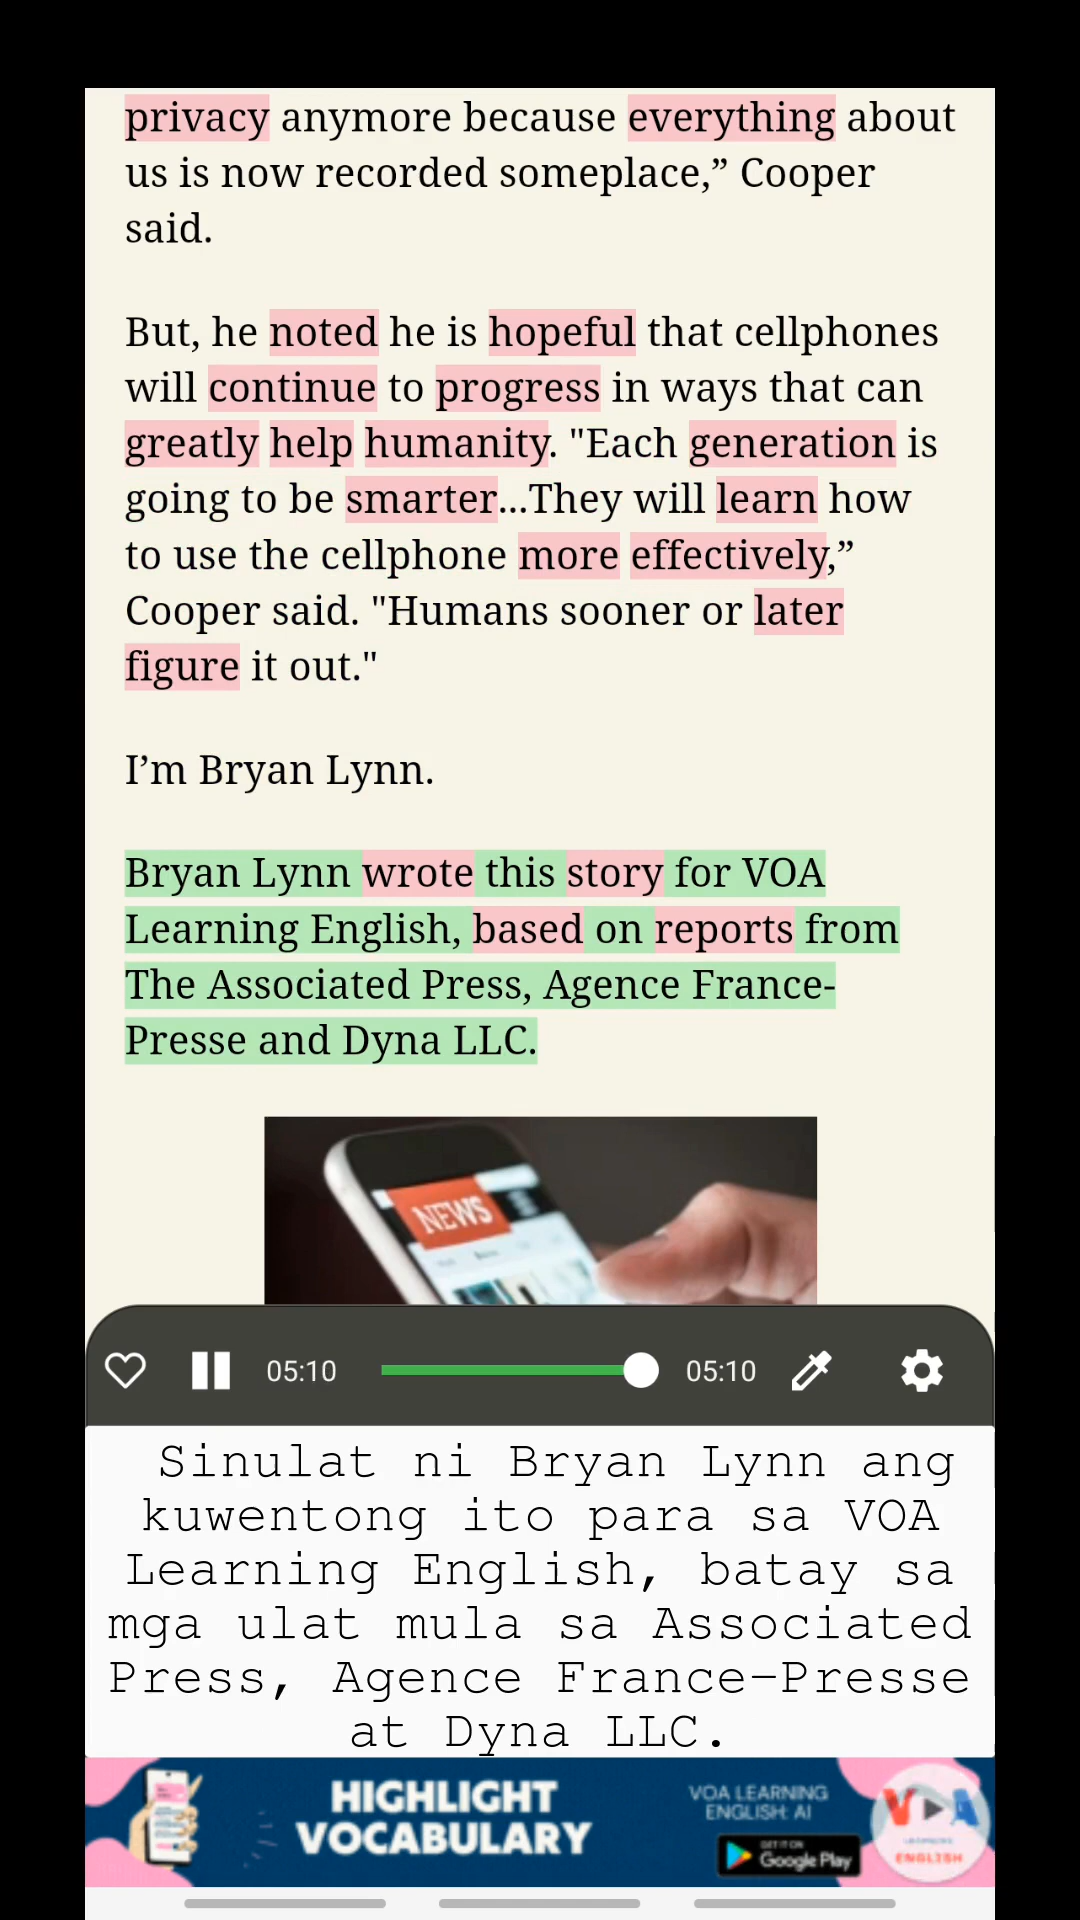 privacy anymore because everything about
us is now recorded someplace,” Cooper
said.
But, he noted he is hopeful that cellphones
will continue to progress in ways that can
greatly help humanity. "Each generation is
going to be smarter...They will learn how
to use the cellphone more effectively,”
Cooper said. "Humans sooner or later
figure it out."
I’m Bryan Lynn.
Bryan Lynn wrote this story for VOA
Learning English, based on reports from
The Associated Press, Agence France-
Presse and Dyna LLC.
NEWS
05:10 05:10
Sinulat ni Bryan Lynn ang
kuwentong ito para sa VOA
Learning English, batay sa
mga ulat mula sa Associated
Press, Agence France-Presse
at Dyna LLC.
HIGHLIGHT
VOCABULARY
VOA LEARNING
ENGLISH: AI
GET IT ON
Google Play
VOA
LEARNING
ENGLISH